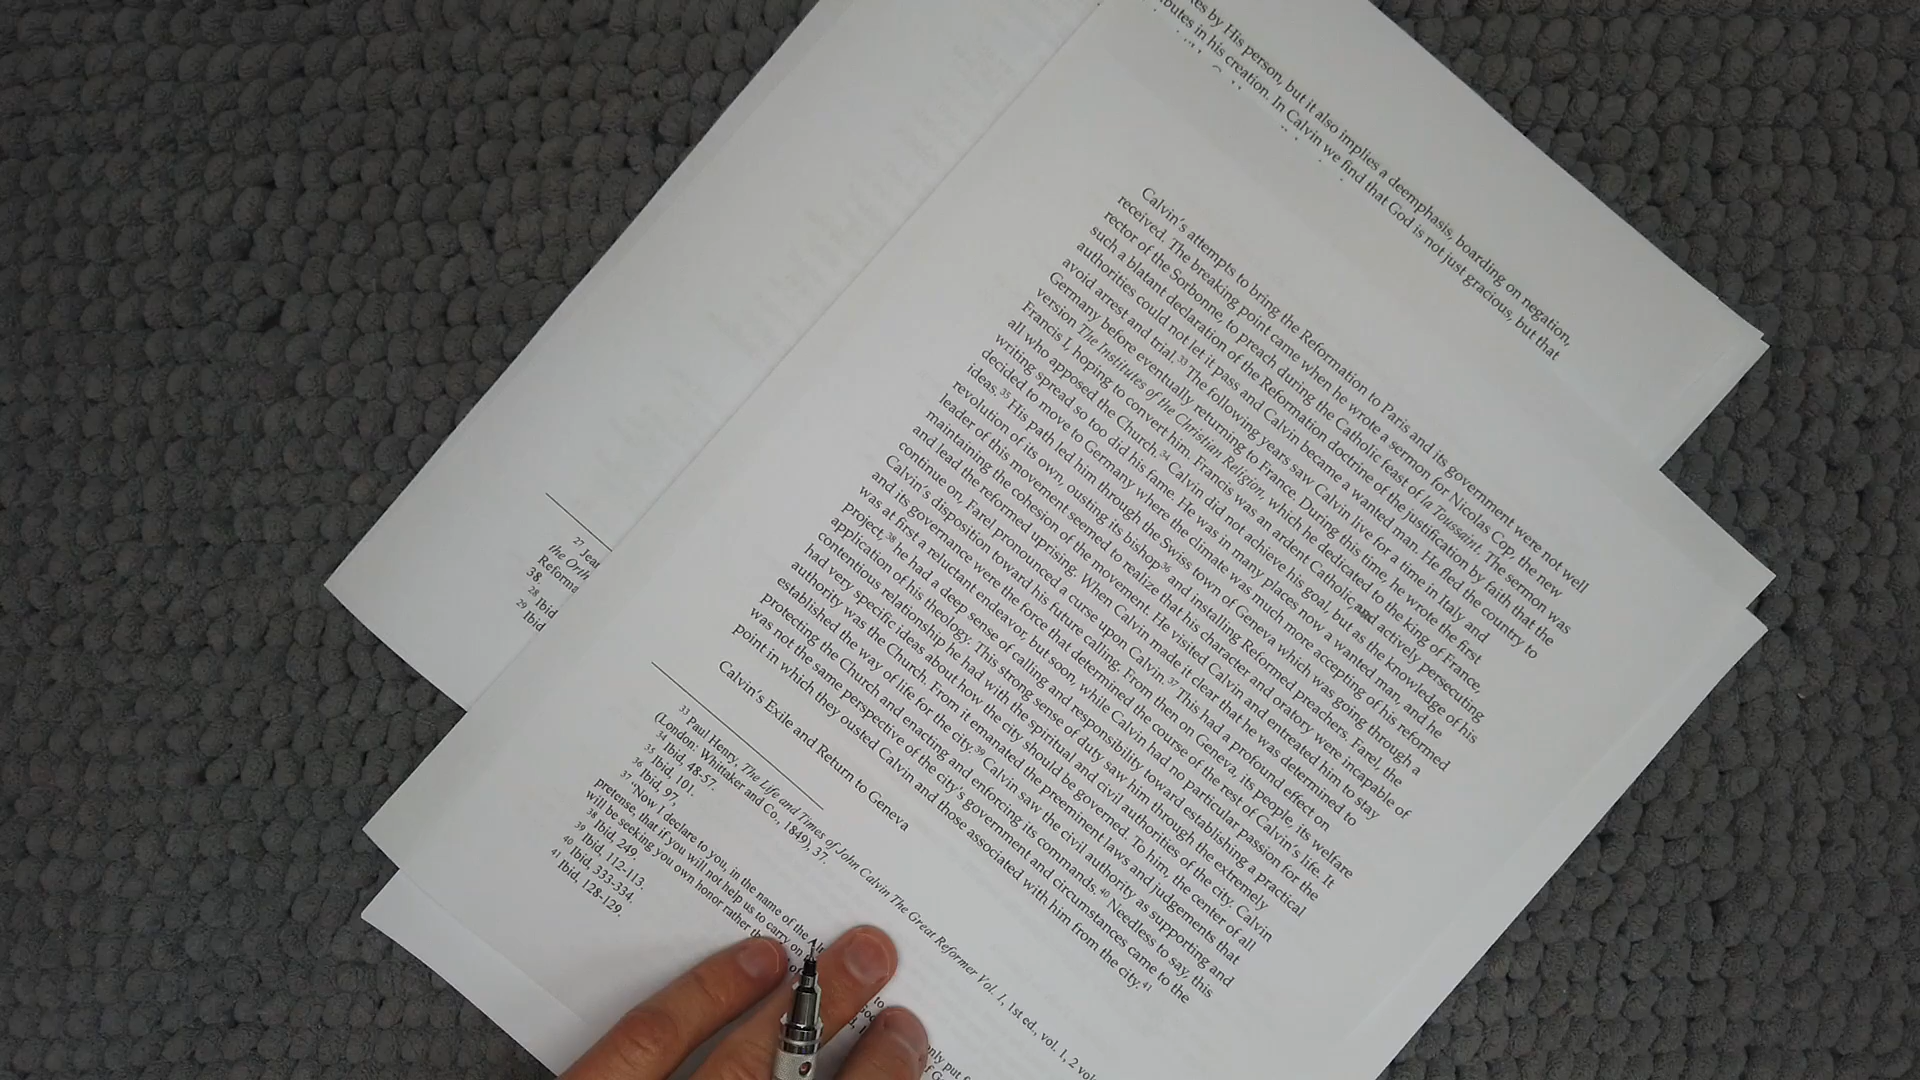 es by His person, but it also implies a deemphasis, boarding on negation,
butes in his creation. In Calvin we find that God is not just gracious, but that
Calvin's attempts to bring the Reformation to Paris and its government were not well
received. The breaking point came when he wrote a sermon for Nicolas Cop, the new
rector of the Sorbonne, to preach during the Catholic feast of la Toussaint. The sermon was
such a blatant declaration of the Reformation doctrine of the justification by faith that the
authorities could not let it pass and Calvin became a wanted man. He fled the country to
avoid arrest and trial.33 The following years saw Calvin live for a time in Italy and
Germany before eventually returning to France. During this time, he wrote the first
version The Institutes of the Christian Religion, which he dedicated to the king of France,
Francis I, hoping to convert him. Francis was an ardent Catholic, and actively persecuting
all who apposed the Church.34 Calvin did not achieve his goal, but as the knowledge of his
writing spread so too did his fame. He was in many places now a wanted man, and he
decided to move to Germany where the climate was much more accepting of his reformed
ideas.35 His path led him through the Swiss town of Geneva which was going through a
revolution of its own, ousting its bishop36 and installing Reformed preachers. Farel, the
leader of this movement seemed to realize that his character and oratory were incapable of
maintaining the cohesion of the movement. He visited Calvin and entreated him to stay
and lead the reformed uprising. When Calvin made it clear that he was determined to
continue on, Farel pronounced a curse upon Calvin.37 This had a profound effect on
Calvin's disposition toward his future calling. From then on Geneva, its people, its welfare
and its governance were the force that determined the course of the rest of Calvin's life. It
was at first a reluctant endeavor, but soon, while Calvin had no particular passion for the
project,38 he had a deep sense of calling and responsibility toward establishing a practical
application of his theology. This strong sense of duty saw him through the extremely
contentious relationship he had with the spiritual and civil authorities of the city. Calvin
had very specific ideas about how the city should be governed. To him, the center of all
authority was the Church. From it emanated the preeminent laws and judgements that
established the way of life for the city.39 Calvin saw the civil authority as supporting and
protecting the Church and enacting and enforcing its commands.40 Needless to say, this
was not the same perspective of the city's government and circumstances came to the
point in which they ousted Calvin and those associated with him from the city.41
Calvin's Exile and Return to Geneva
33 Paul Henry, The Life and Times of John Calvin The Great Reformer Vol. 1, 1st ed., vol. 1, 2 vol
(London: Whittaker and Co., 1849), 37.
34 Ibid, 48-57.
35 Ibid, 101.
36 Ibid, 97,
37 "Now I declare to you, in the name of the
pretense, that if you will not help us to carry on only put
will be seeking you own honor rather
38 Ibid, 249.
39 Ibid, 112-113.
40 Ibid, 333-334.
41 Ibid, 128-129.
27 Jea
the Orth
Reforma
38.
28 Ibid
29 Ibid